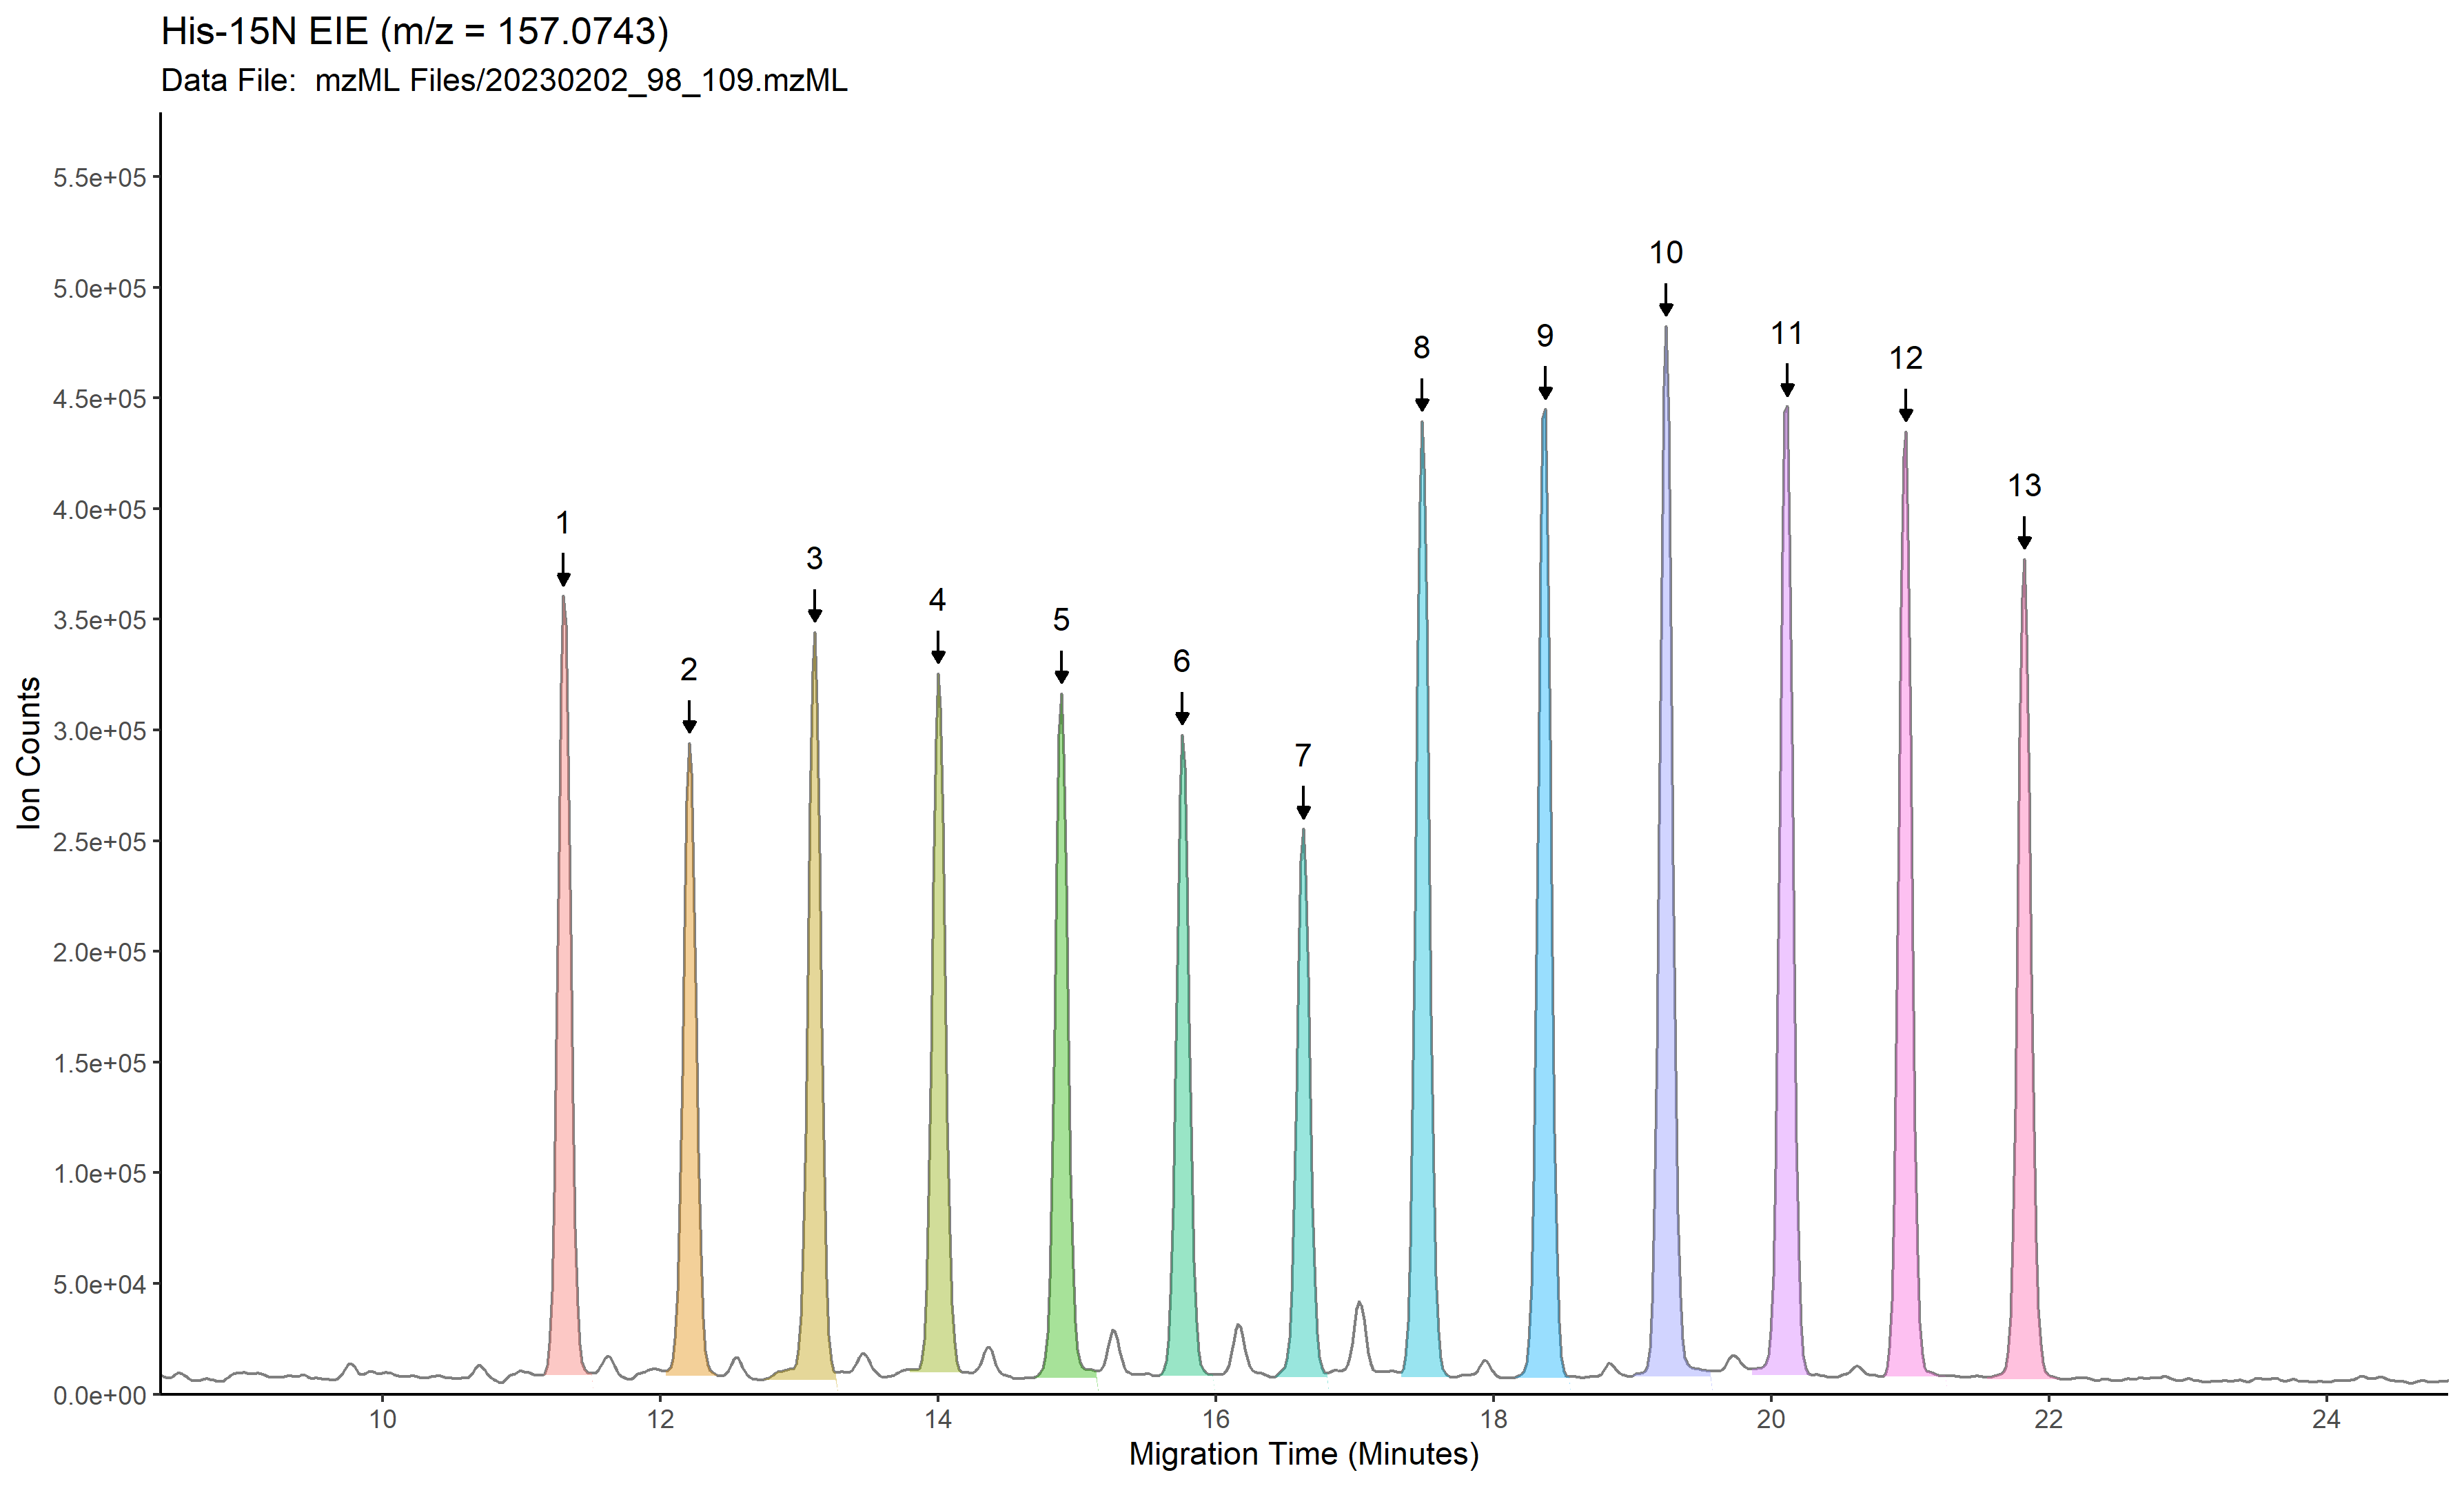 His-15N EIE (m/z = 157.0743)
Data File:  mzML Files/20230202_98_109.mzML
Ion Counts
5.5e+05
5.0e+05
4.5e+05
4.0e+05
3.5e+05
3.0e+05
2.5e+05
2.0e+05
1.5e+05
1.0e+05
5.0e+04
0.0e+00
1
2
3
4
5
6
7
8
9
10
11
12
13
10 12 14 16 18 20 22 24
Migration Time (Minutes)